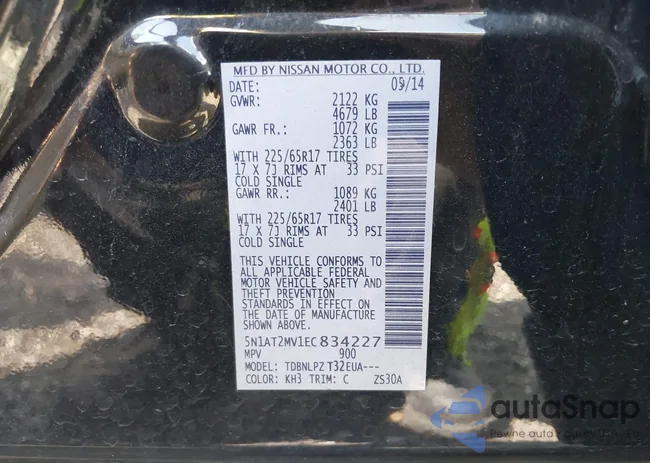 MFD BY NISSAN MOTOR CO., LTD.
DATE: 09/14
GVWR: 2122 KG
4679 LB
GAWR FR.: 1072 KG
2363 LB
WITH 225/65R17 TIRES
17 X 7J RIMS AT 33 PSI
COLD SINGLE
GAWR RR.: 1089 KG
2401 LB
WITH 225/65R17 TIRES
17 X 7J RIMS AT 33 PSI
COLD SINGLE
THIS VEHICLE CONFORMS TO
ALL APPLICABLE FEDERAL
MOTOR VEHICLE SAFETY AND
THEFT PREVENTION
STANDARDS IN EFFECT ON
THE DATE OF MANUFACTURE
SHOWN ABOVE.
5N1AT2MV1EC834227
MPV 900
MODEL: TDBNLPZ T32EUA---
COLOR: KH3 TRIM: C ZS30A
autaSnap
Pewne auta